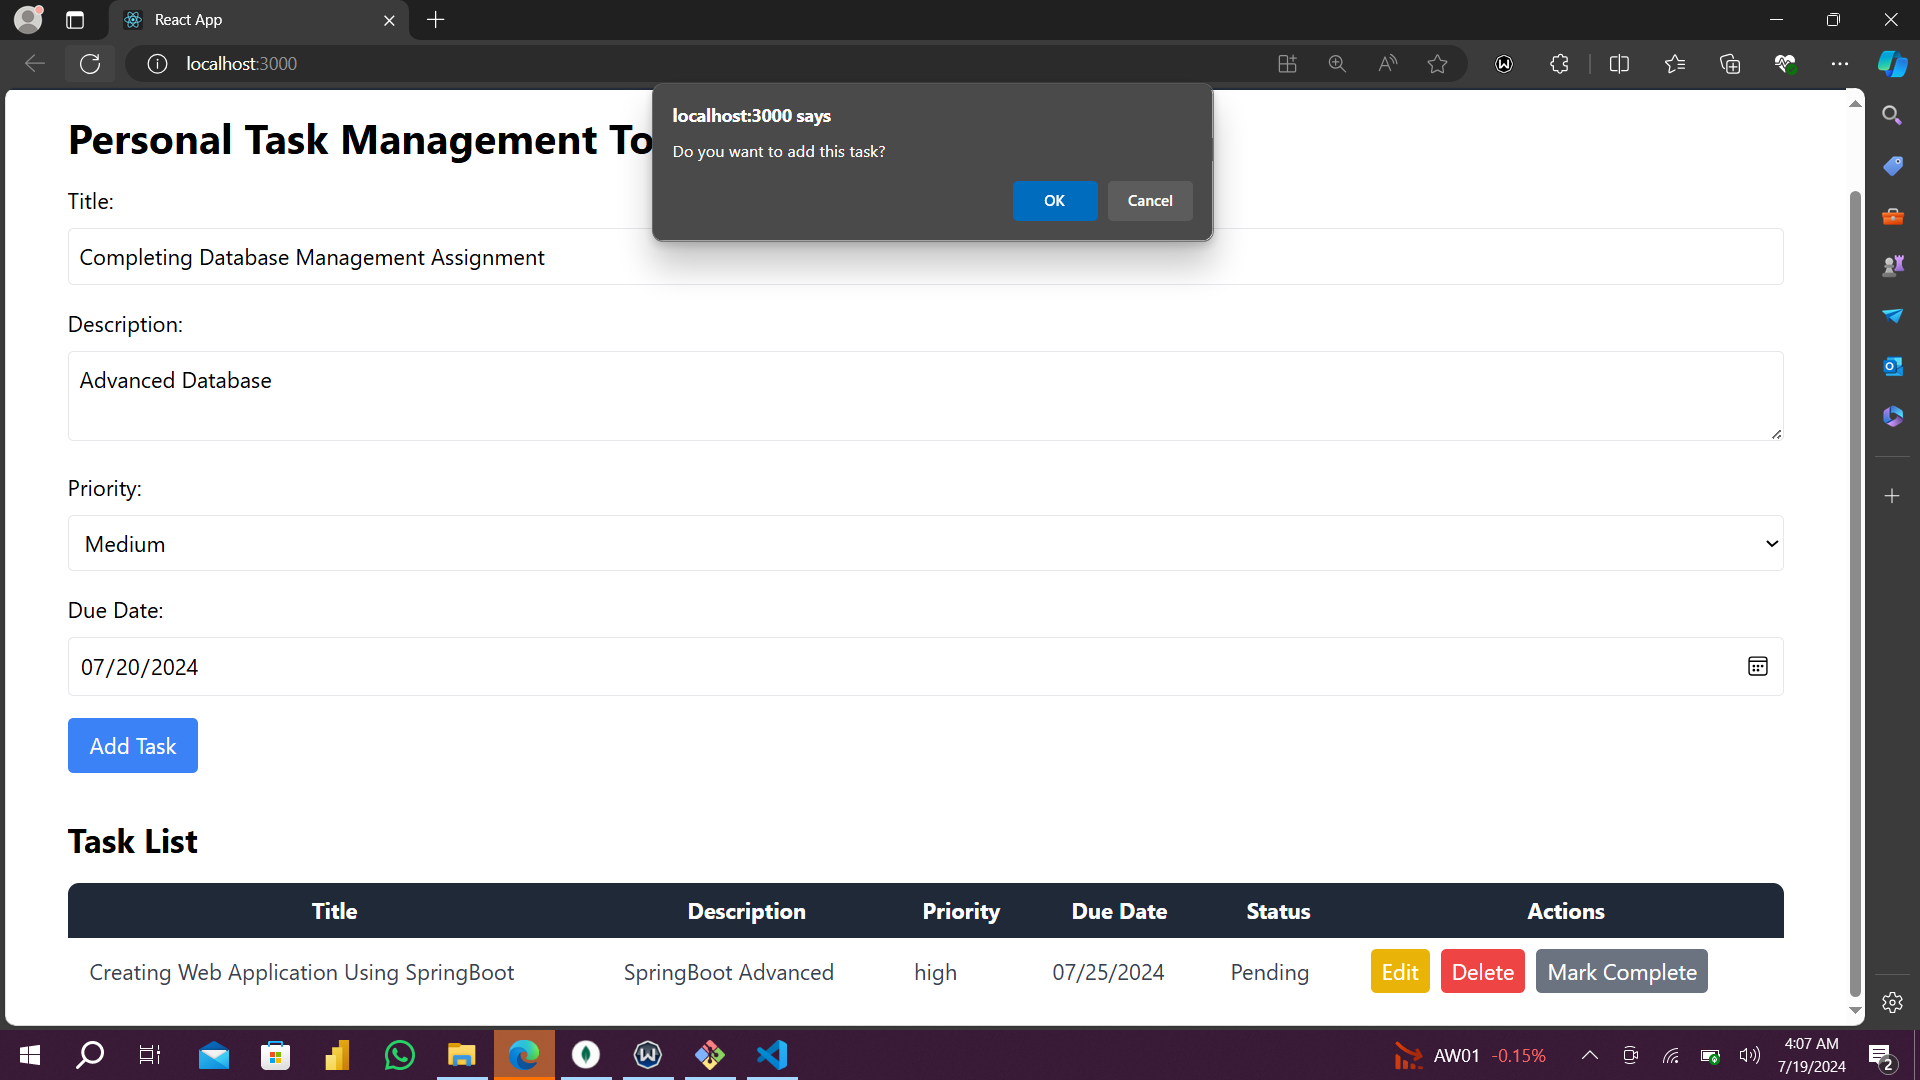 React App
localhost:3000
localhost:3000 says
Do you want to add this task?
OK
Cancel
Personal Task Management To
Title:
Completing Database Management Assignment
Description:
Advanced Database
Priority:
Medium
Due Date:
07/20/2024
Add Task
Task List
Title Description Priority Due Date Status Actions
Creating Web Application Using SpringBoot SpringBoot Advanced high 07/25/2024 Pending Edit Delete Mark Complete
AW01 -0.15%
4:07 AM
7/19/2024
2